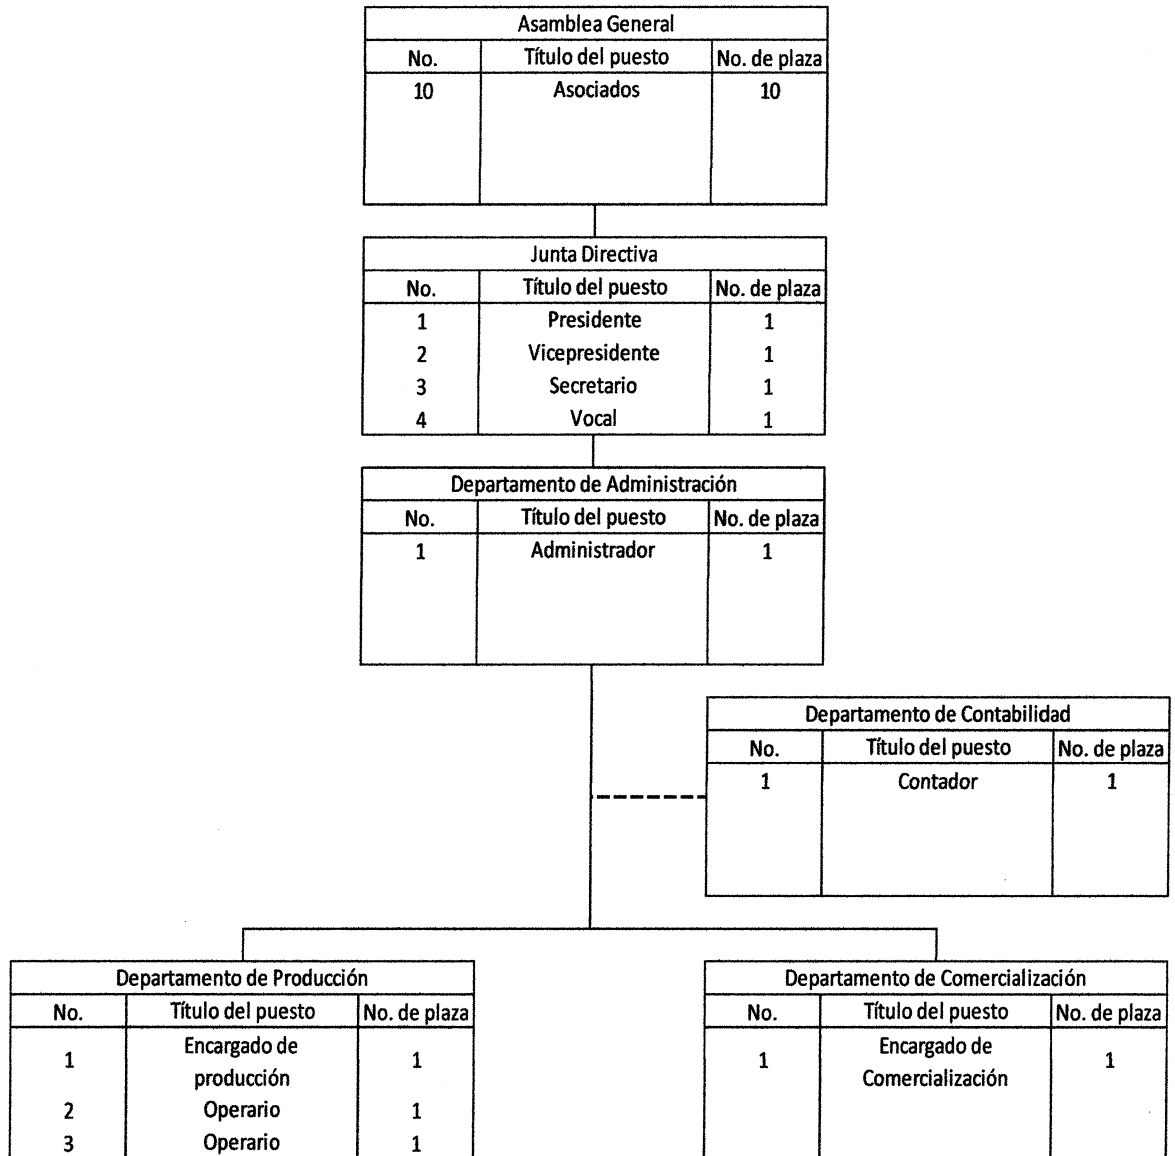 Asamblea General
No. Título del puesto No. de plaza
10 Asociados 10
Junta Directiva
No. Título del puesto No. de plaza
1 Presidente 1
2 Vicepresidente 1
3 Secretario 1
4 Vocal 1
Departamento de Administración
No. Título del puesto No. de plaza
1 Administrador 1
Departamento de Contabilidad
No. Título del puesto No. de plaza
1 Contador 1
Departamento de Producción
No. Título del puesto No. de plaza
1 Encargado de producción 1
2 Operario 1
3 Operario 1
Departamento de Comercialización
No. Título del puesto No. de plaza
1 Encargado de Comercialización 1